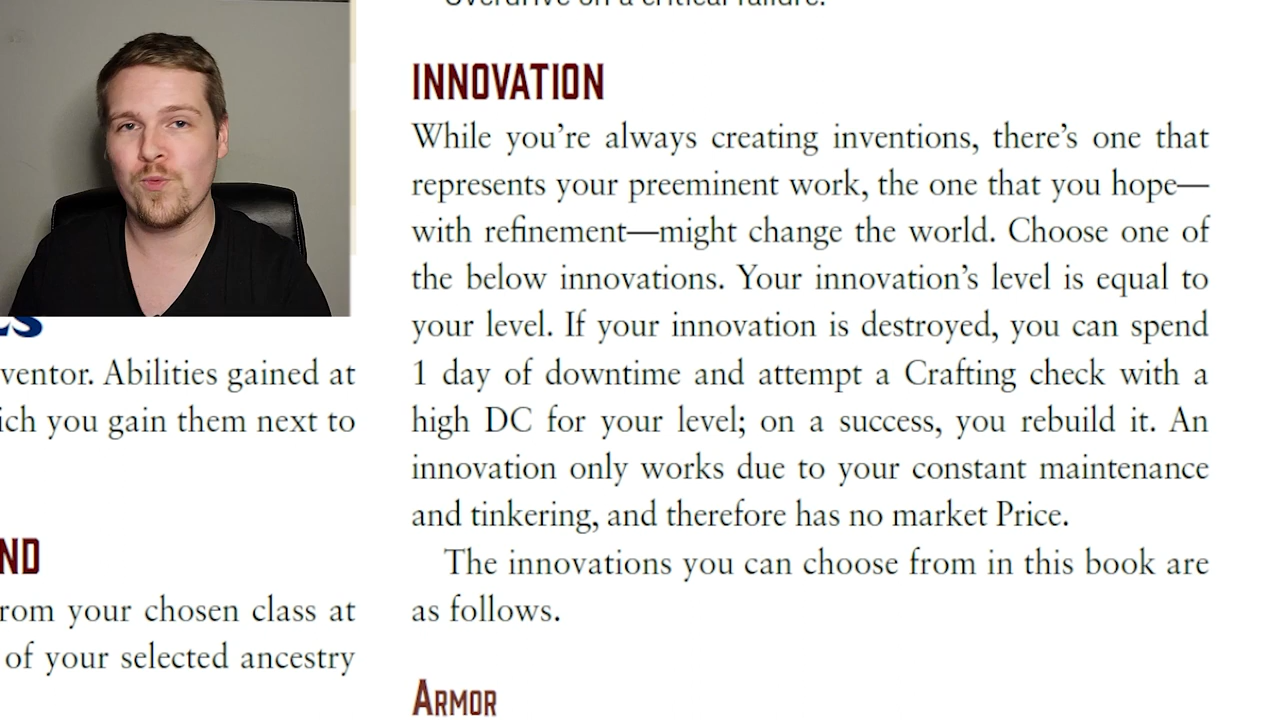 Overdrive on a critical failure.
INNOVATION
While you're always creating inventions, there's one that
represents your preeminent work, the one that you hope—
with refinement—might change the world. Choose one of
the below innovations. Your innovation's level is equal to
your level. If your innovation is destroyed, you can spend
1 day of downtime and attempt a Crafting check with a
high DC for your level; on a success, you rebuild it. An
innovation only works due to your constant maintenance
and tinkering, and therefore has no market Price.
The innovations you can choose from in this book are
as follows.
ARMOR
ventor. Abilities gained at
ich you gain them next to
ND
rom your chosen class at
of your selected ancestry